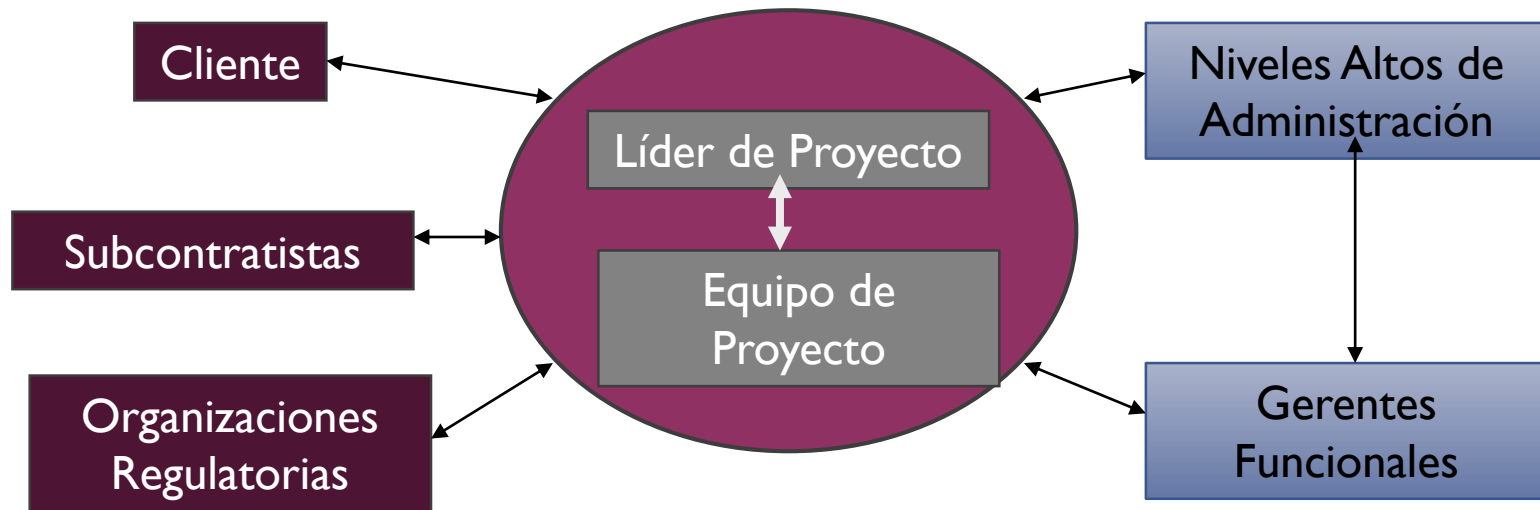 Cliente
Niveles Altos de
Administración
Líder de Proyecto
Subcontratistas
Equipo de
Proyecto
Organizaciones
Regulatorias
Gerentes
Funcionales